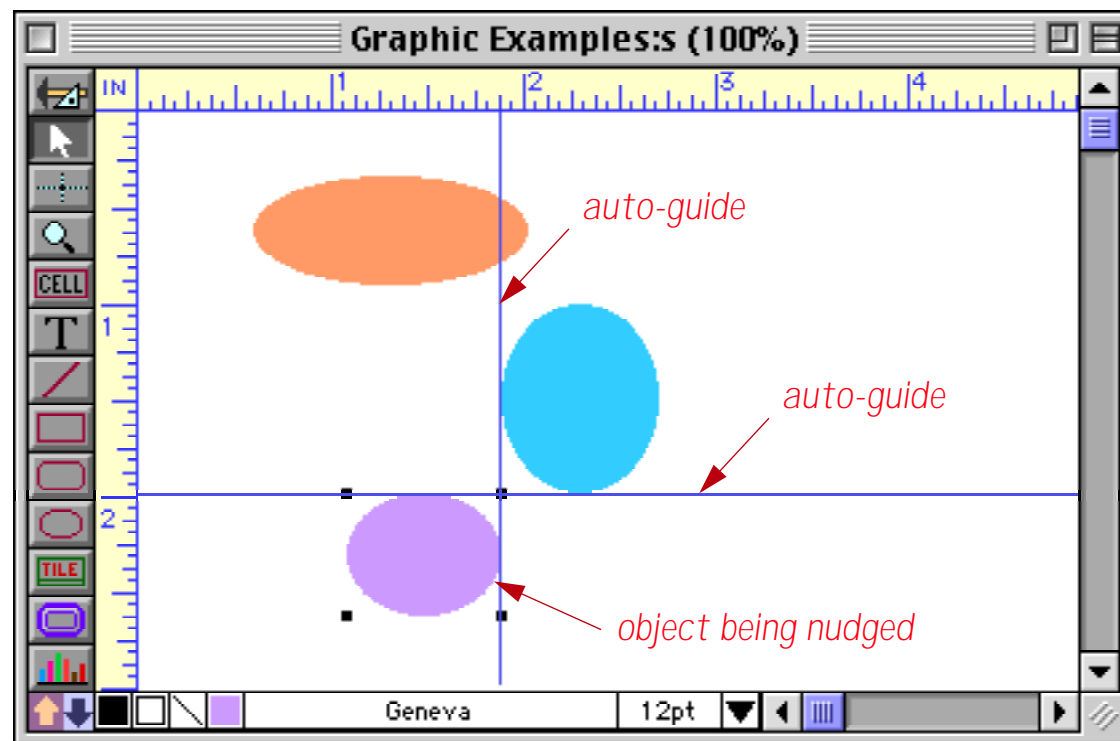 Graphic Examples:s (100%)
IN 1 2 3 4
auto-guide
CELL
T
1
auto-guide
2
TILE
object being nudged
Geneva 12pt